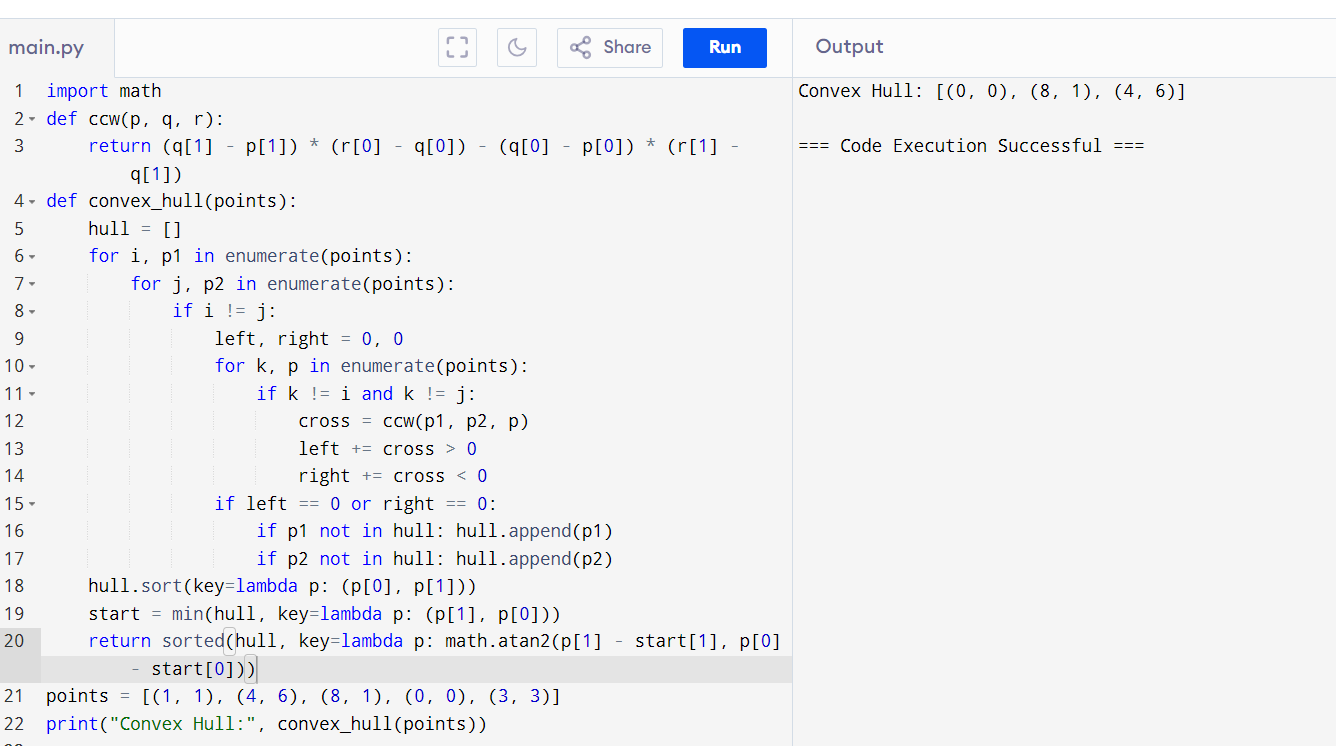 main.py
Share
Run
Output
1 import math
2 def ccw(p, q, r):
3     return (q[1] - p[1]) * (r[0] - q[0]) - (q[0] - p[0]) * (r[1] -
        q[1])
4 def convex_hull(points):
5     hull = []
6     for i, p1 in enumerate(points):
7         for j, p2 in enumerate(points):
8             if i != j:
9                 left, right = 0, 0
10                 for k, p in enumerate(points):
11                     if k != i and k != j:
12                         cross = ccw(p1, p2, p)
13                         left += cross > 0
14                         right += cross < 0
15                 if left == 0 or right == 0:
16                     if p1 not in hull: hull.append(p1)
17                     if p2 not in hull: hull.append(p2)
18     hull.sort(key=lambda p: (p[0], p[1]))
19     start = min(hull, key=lambda p: (p[1], p[0]))
20     return sorted(hull, key=lambda p: math.atan2(p[1] - start[1], p[0]
        - start[0]))
21 points = [(1, 1), (4, 6), (8, 1), (0, 0), (3, 3)]
22 print("Convex Hull:", convex_hull(points))
Convex Hull: [(0, 0), (8, 1), (4, 6)]
=== Code Execution Successful ===